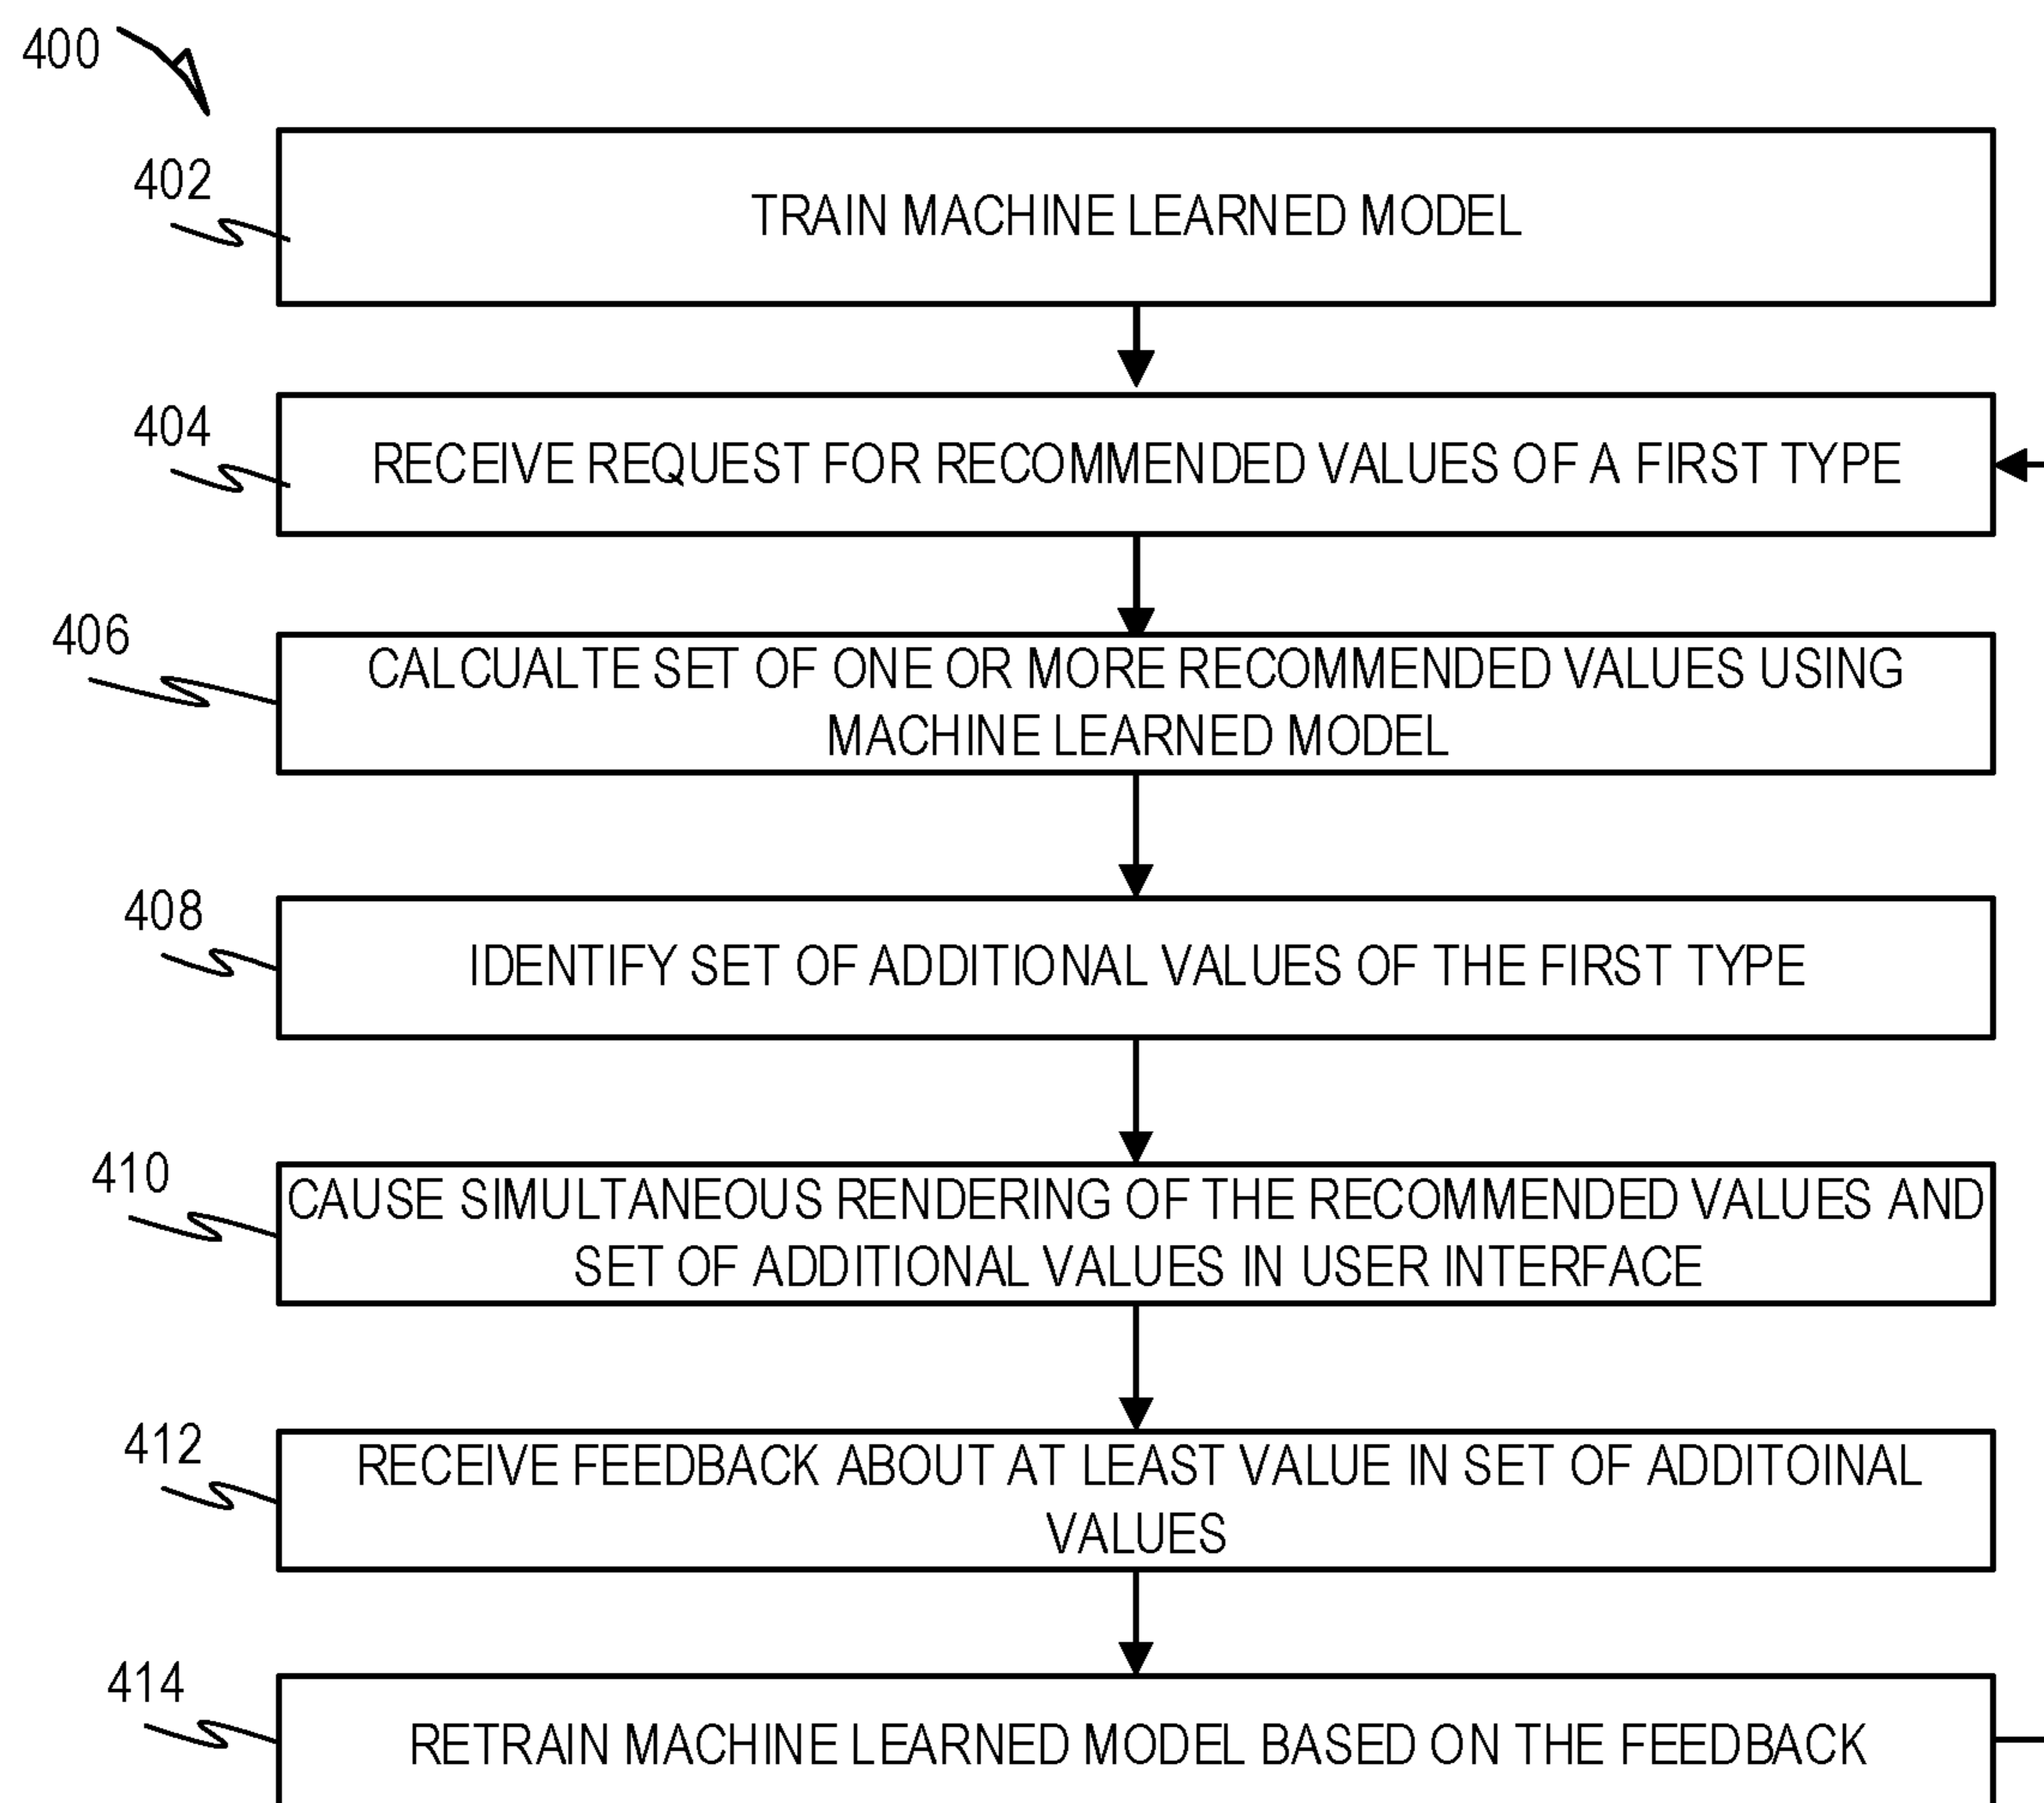 400
402
TRAIN MACHINE LEARNED MODEL
404
RECEIVE REQUEST FOR RECOMMENDED VALUES OF A FIRST TYPE
406
CALCUALTE SET OF ONE OR MORE RECOMMENDED VALUES USING
MACHINE LEARNED MODEL
408
IDENTIFY SET OF ADDITIONAL VALUES OF THE FIRST TYPE
410
CAUSE SIMULTANEOUS RENDERING OF THE RECOMMENDED VALUES AND
SET OF ADDITIONAL VALUES IN USER INTERFACE
412
RECEIVE FEEDBACK ABOUT AT LEAST VALUE IN SET OF ADDITOINAL
VALUES
414
RETRAIN MACHINE LEARNED MODEL BASED ON THE FEEDBACK